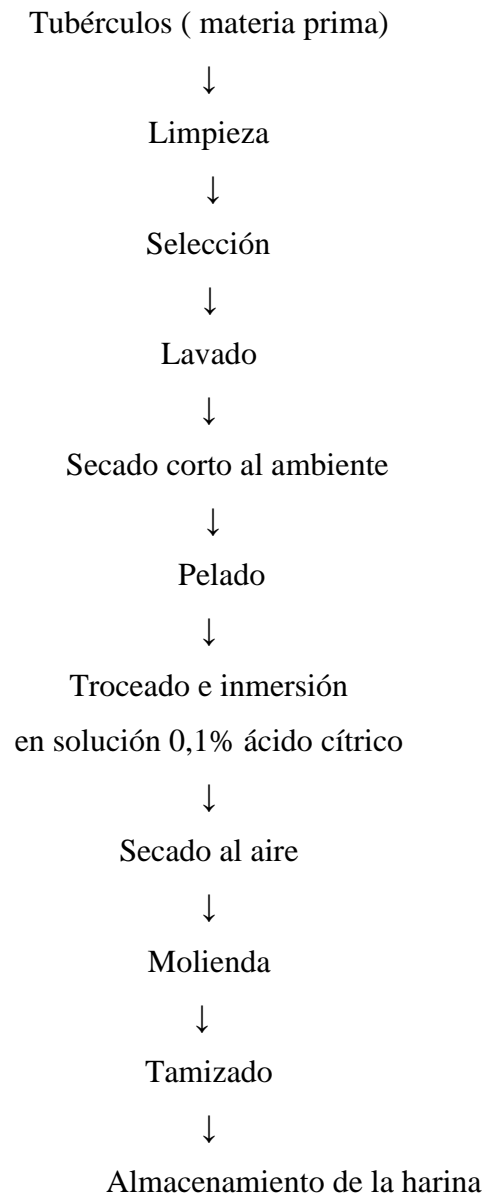 Tubérculos ( materia prima)
↓
Limpieza
↓
Selección
↓
Lavado
↓
Secado corto al ambiente
↓
Pelado
↓
Troceado e inmersión
en solución 0,1% ácido cítrico
↓
Secado al aire
↓
Molienda
↓
Tamizado
↓
Almacenamiento de la harina